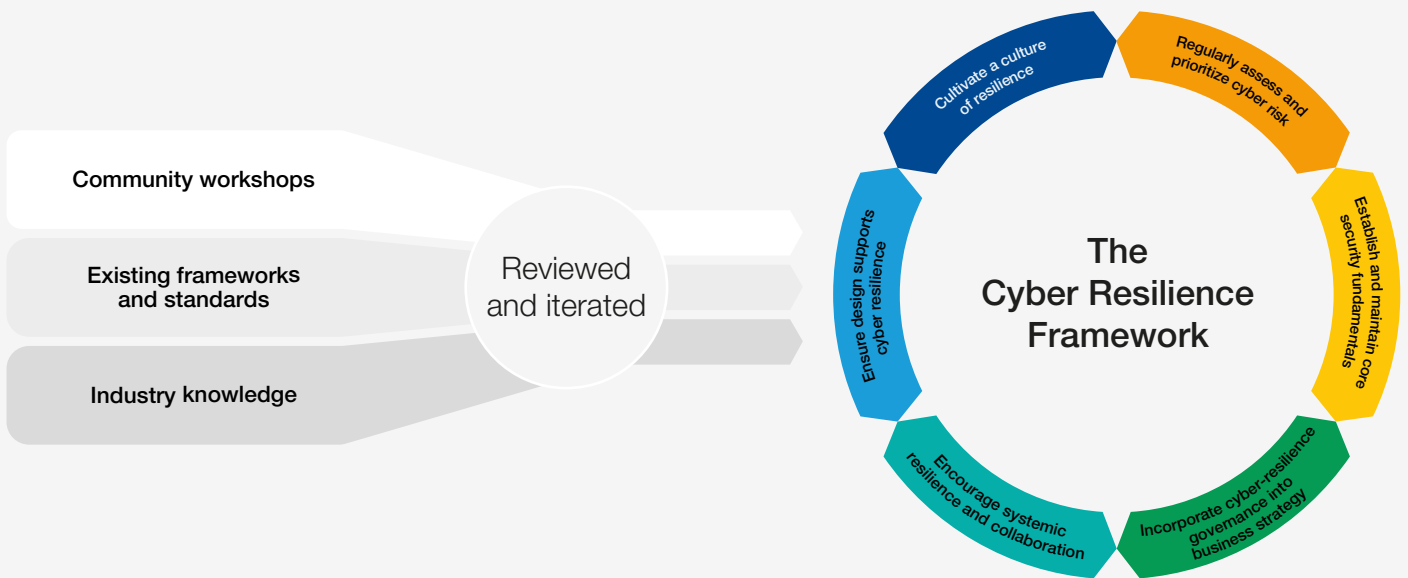 Community workshops
Existing frameworks
and standards
Industry knowledge
Reviewed
and iterated
The
Cyber Resilience
Framework
Regularly assess and
prioritize cyber risk
Establish and maintain core
security fundamentals
Incorporate cyber-resilience
governance into
business strategy
Encourage systemic
resilience and collaboration
Ensure design supports
cyber resilience
Cultivate a culture
of resilience